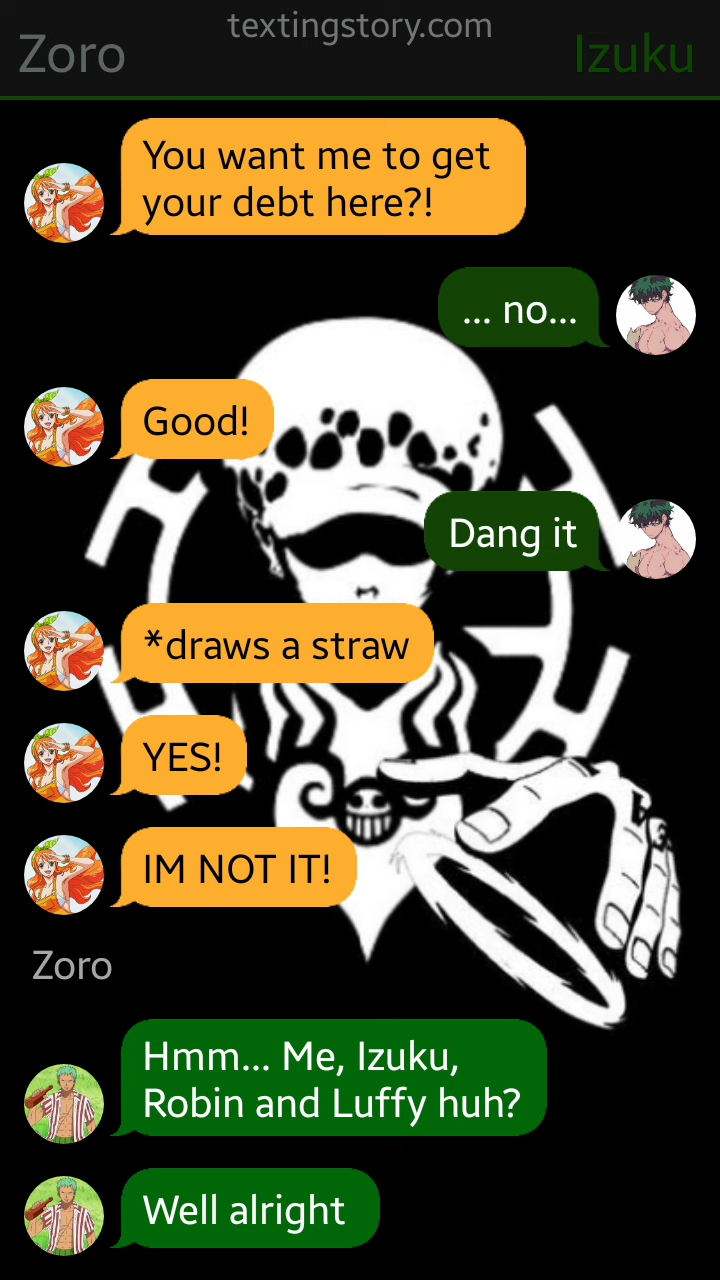 textingstory.com
Zoro
Izuku
You want me to get
your debt here?!
... no...
Good!
Dang it
*draws a straw
YES!
IM NOT IT!
Zoro
Hmm... Me, Izuku,
Robin and Luffy huh?
Well alright